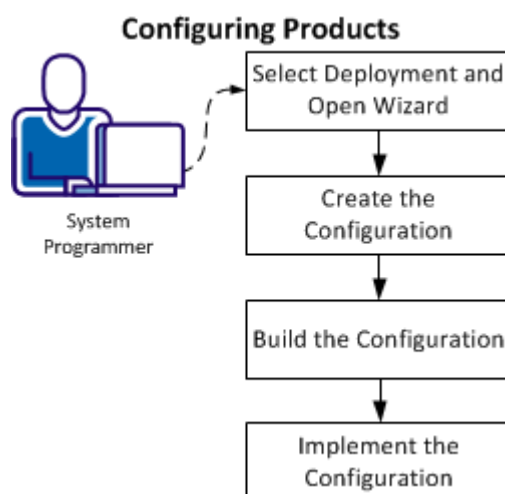 Configuring Products
Select Deployment and
Open Wizard
System
Programmer
Create the
Configuration
Build the Configuration
Implement the
Configuration